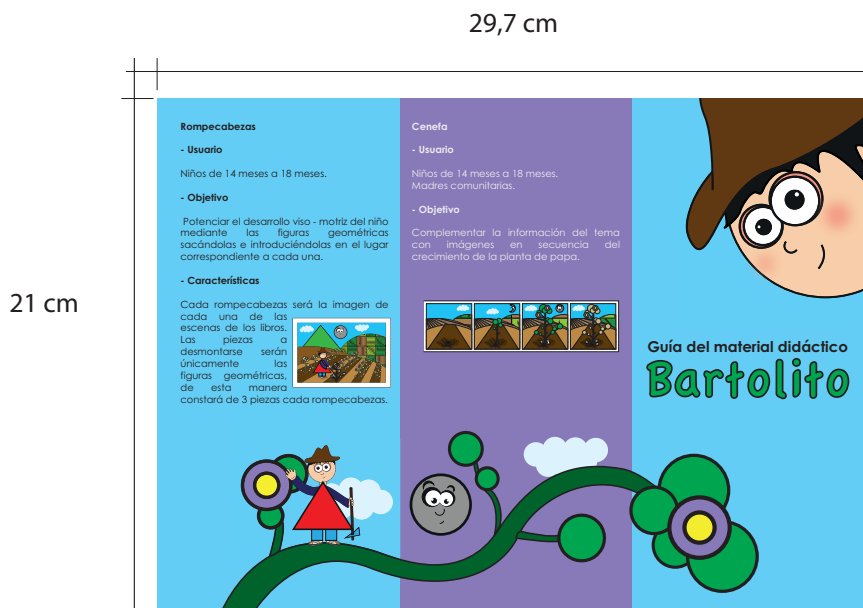 29,7 cm
21 cm
Rompecabezas
- Usuario
Niños de 14 meses a 18 meses.
- Objetivo
Potenciar el desarrollo viso - motriz del niño
mediante las figuras geométricas
sacándolas e introduciéndolas en el lugar
correspondiente a cada una.
- Características
Cada rompecabezas será la imagen de
cada una de las
escenas de los libros.
Las piezas a
desmontarse serán
únicamente las
figuras geométricas,
de esta manera
constará de 3 piezas cada rompecabezas.
Cenefa
- Usuario
Niños de 14 meses a 18 meses.
Madres comunitarias.
- Objetivo
Complementar la información del tema
con imágenes en secuencia del
crecimiento de la planta de papa.
Guía del material didáctico
Bartolito